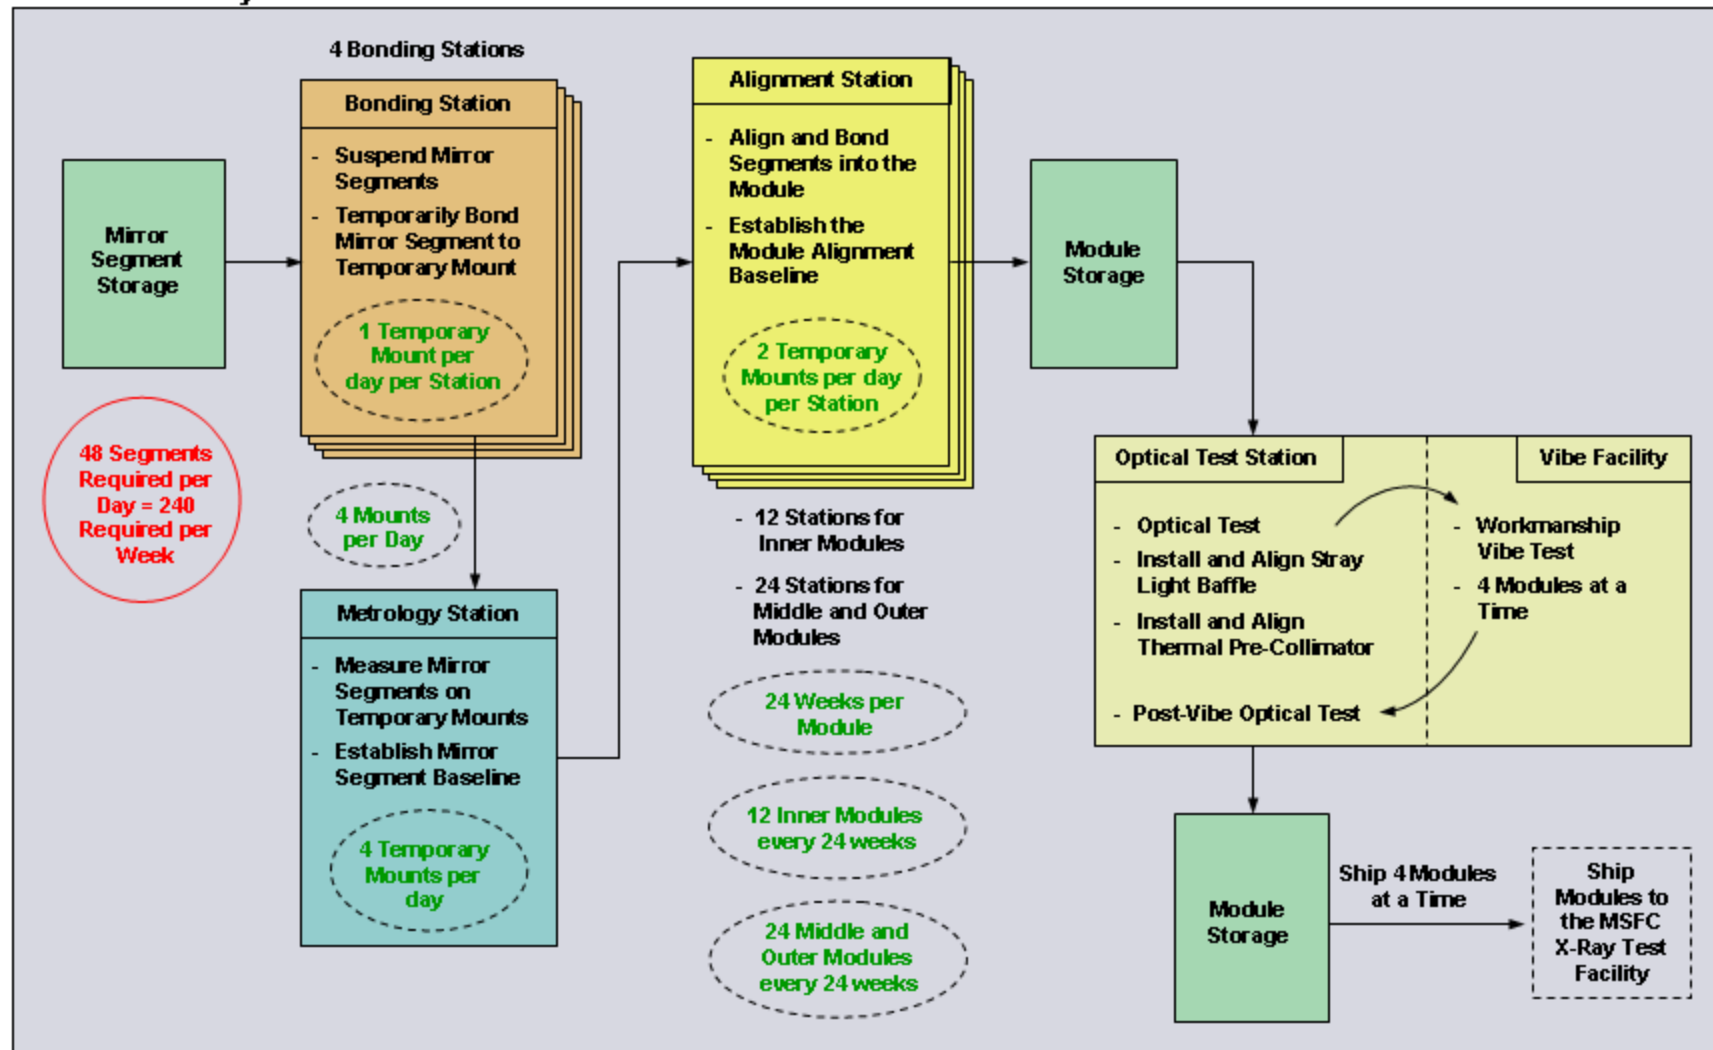 4 Bonding Stations
Bonding Station
- Suspend Mirror
Segments
- Temporarily Bond
Mirror Segment to
Temporary Mount
1 Temporary
Mount per
day per Station
Mirror
Segment
Storage
48 Segments
Required per
Day = 240
Required per
Week
4 Mounts
per Day
Metrology Station
- Measure Mirror
Segments on
Temporary Mounts
- Establish Mirror
Segment Baseline
4 Temporary
Mounts per
day
Alignment Station
- Align and Bond
Segments into the
Module
- Establish the
Module Alignment
Baseline
2 Temporary
Mounts per day
per Station
- 12 Stations for
Inner Modules
- 24 Stations for
Middle and Outer
Modules
24 Weeks per
Module
12 Inner Modules
every 24 weeks
24 Middle and
Outer Modules
every 24 weeks
Module
Storage
Optical Test Station
- Optical Test
- Install and Align Stray
Light Baffle
- Install and Align
Thermal Pre-Collimator
- Post-Vibe Optical Test
Vibe Facility
- Workmanship
Vibe Test
- 4 Modules at a
Time
Module
Storage
Ship 4 Modules
at a Time
Ship
Modules to
the MSFC
X-Ray Test
Facility